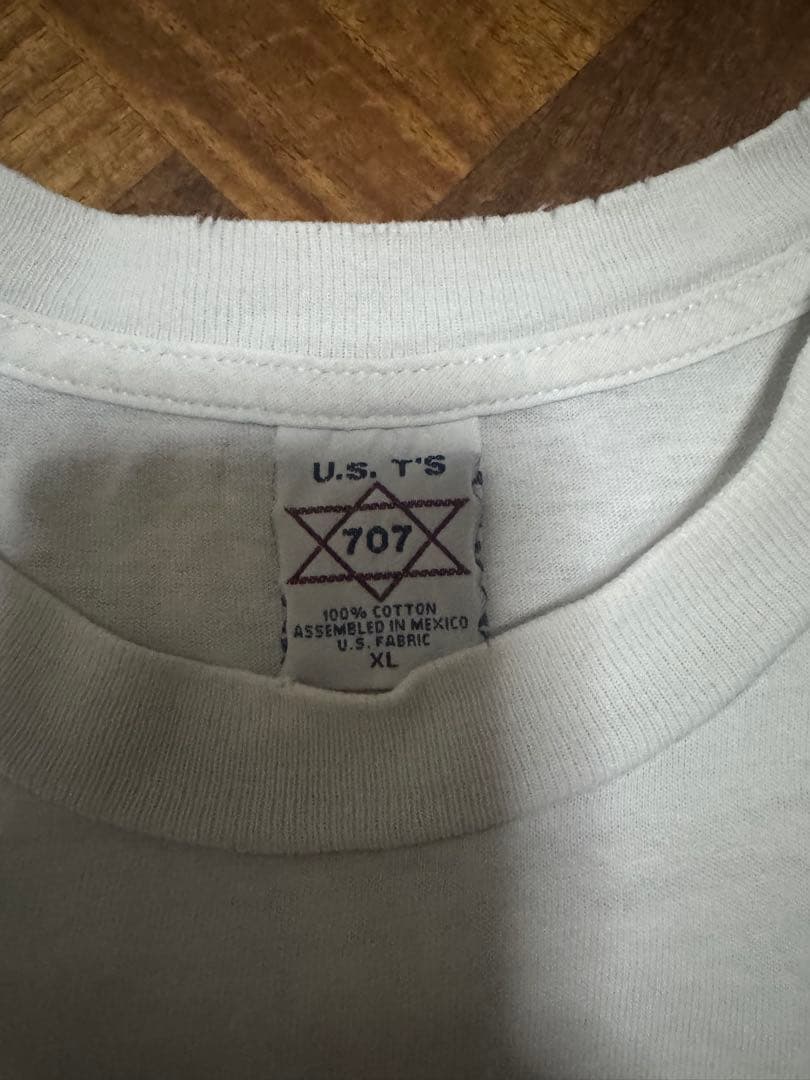 U.S. T'S
707
100% COTTON
ASSEMBLED IN MEXICO
U.S. FABRIC
XL